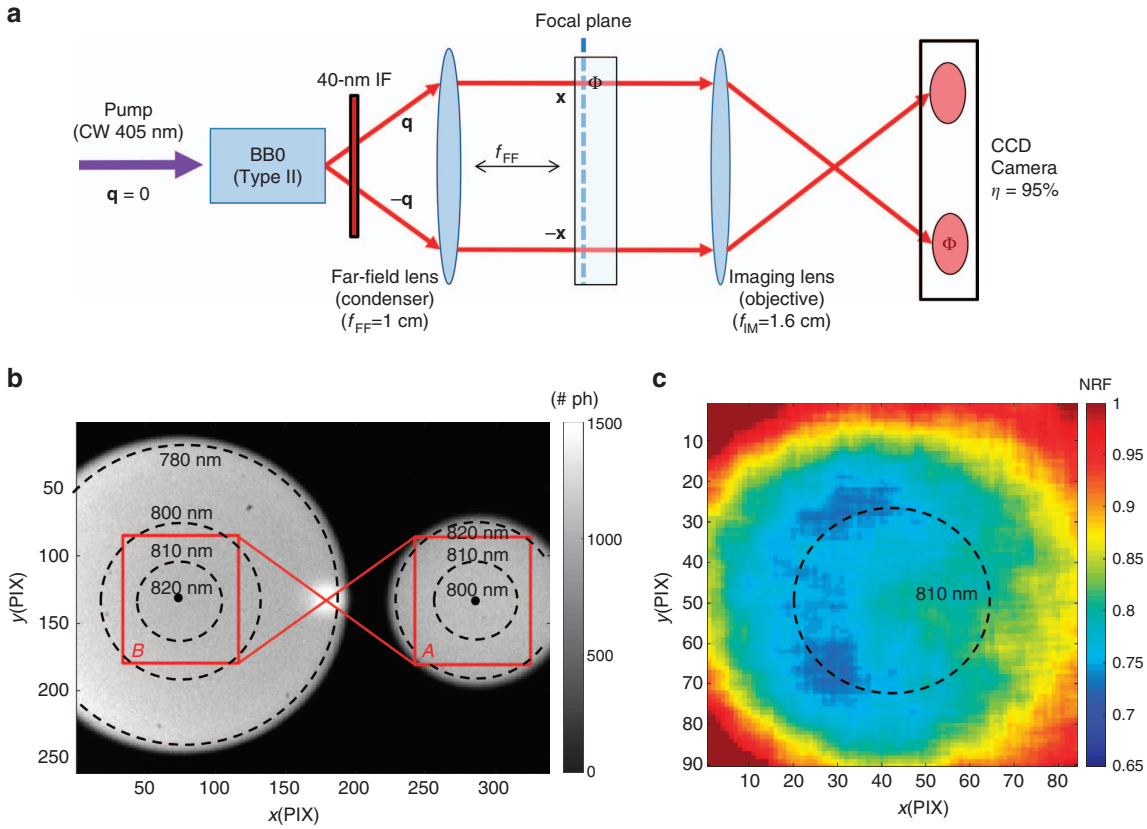 a
Focal plane
40-nm IF
Pump
(CW 405 nm)
q = 0
BB0
(Type II)
q
–q
f_FF
x
–x
Φ
Far-field lens
(condenser)
(f_FF=1 cm)
Imaging lens
(objective)
(f_IM=1.6 cm)
CCD
Camera
η = 95%
Φ
b
(# ph)
1500
1000
500
0
780 nm
800 nm
810 nm
820 nm
B
820 nm
810 nm
800 nm
A
50
100
150
200
250
y(PIX)
50 100 150 200 250 300
x(PIX)
c
NRF
1
0.95
0.9
0.85
0.8
0.75
0.7
0.65
810 nm
10
20
30
40
50
60
70
80
90
y(PIX)
0 10 20 30 40 50 60 70 80
x(PIX)